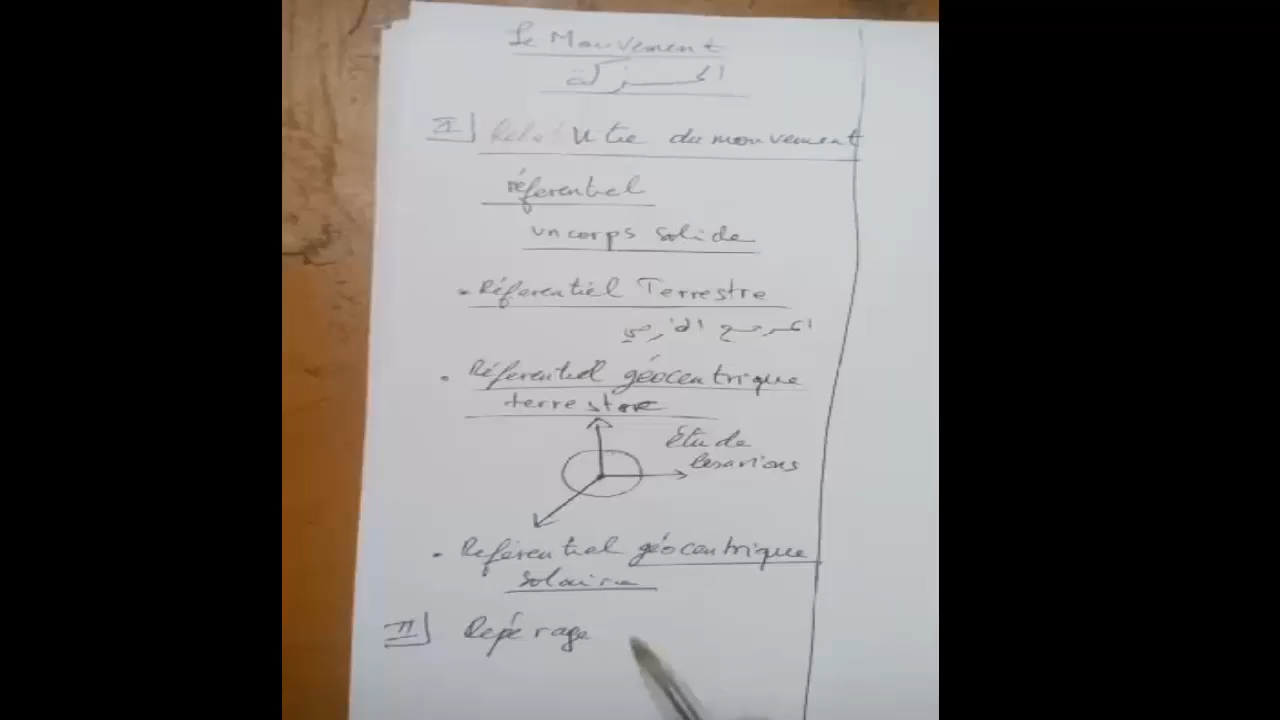 Le Mouvement
الحركة
I] Relativité du mouvement
référentiel
un corps solide
• Référentiel Terrestre
المرجع الأرضي
• Référentiel géocentrique
terrestre
Étude
les avions
• Referentiel géocentrique
solaire
II] Repérage